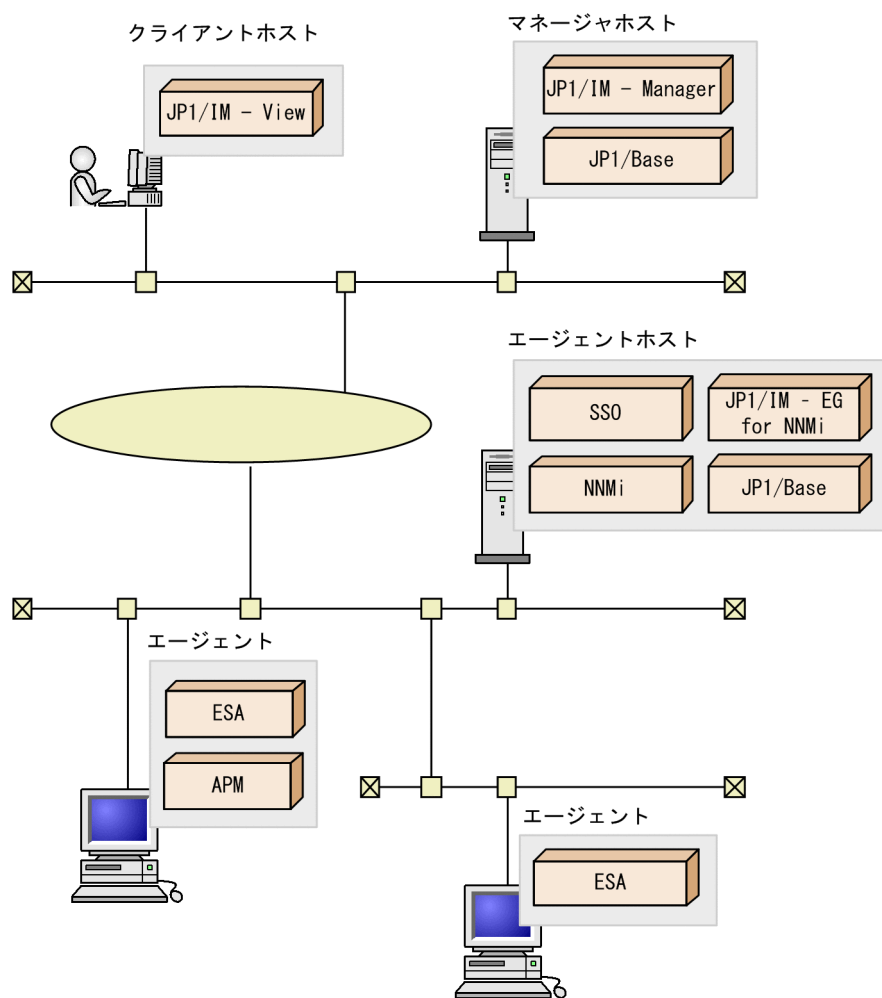 クライアントホスト
マネージャホスト
JP1/IM - View
JP1/IM - Manager
JP1/Base
エージェントホスト
SSO
JP1/IM - EG
for NNMi
NNMi
JP1/Base
エージェント
ESA
APM
エージェント
ESA